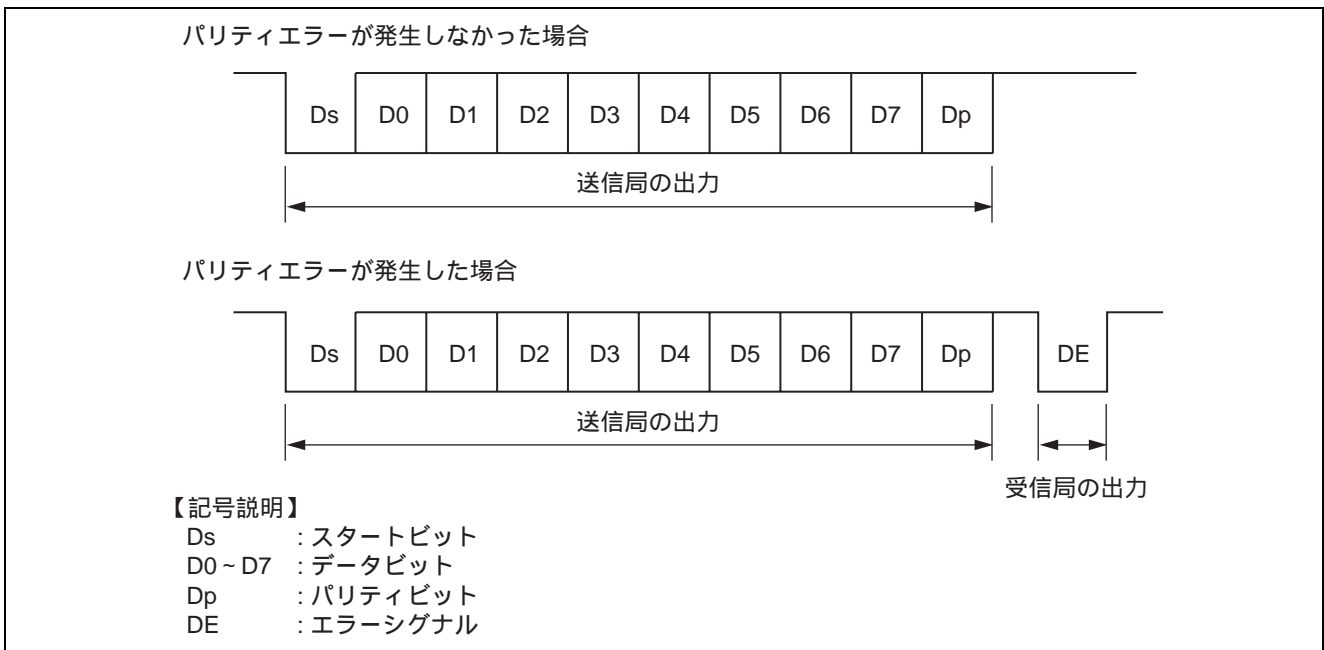 パリティエラーが発生しなかった場合
Ds D0 D1 D2 D3 D4 D5 D6 D7 Dp
送信局の出力
パリティエラーが発生した場合
Ds D0 D1 D2 D3 D4 D5 D6 D7 Dp DE
送信局の出力
受信局の出力
【記号説明】
Ds : スタートビット
D0~D7 : データビット
Dp : パリティビット
DE : エラーシグナル